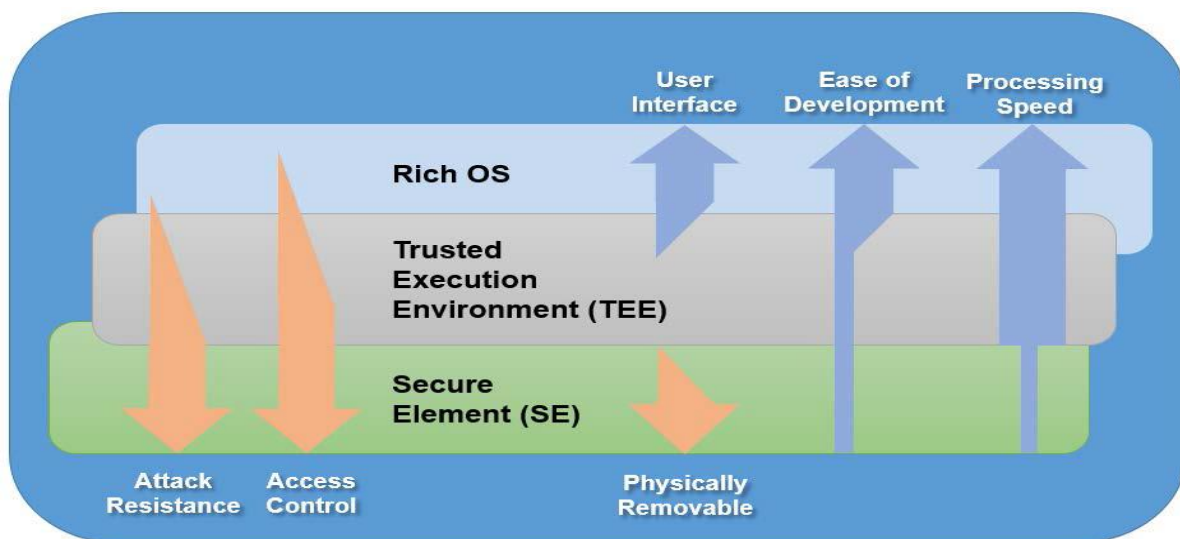 User
Interface
Ease of
Development
Processing
Speed
Rich OS
Trusted
Execution
Environment (TEE)
Secure
Element (SE)
Attack
Resistance
Access
Control
Physically
Removable